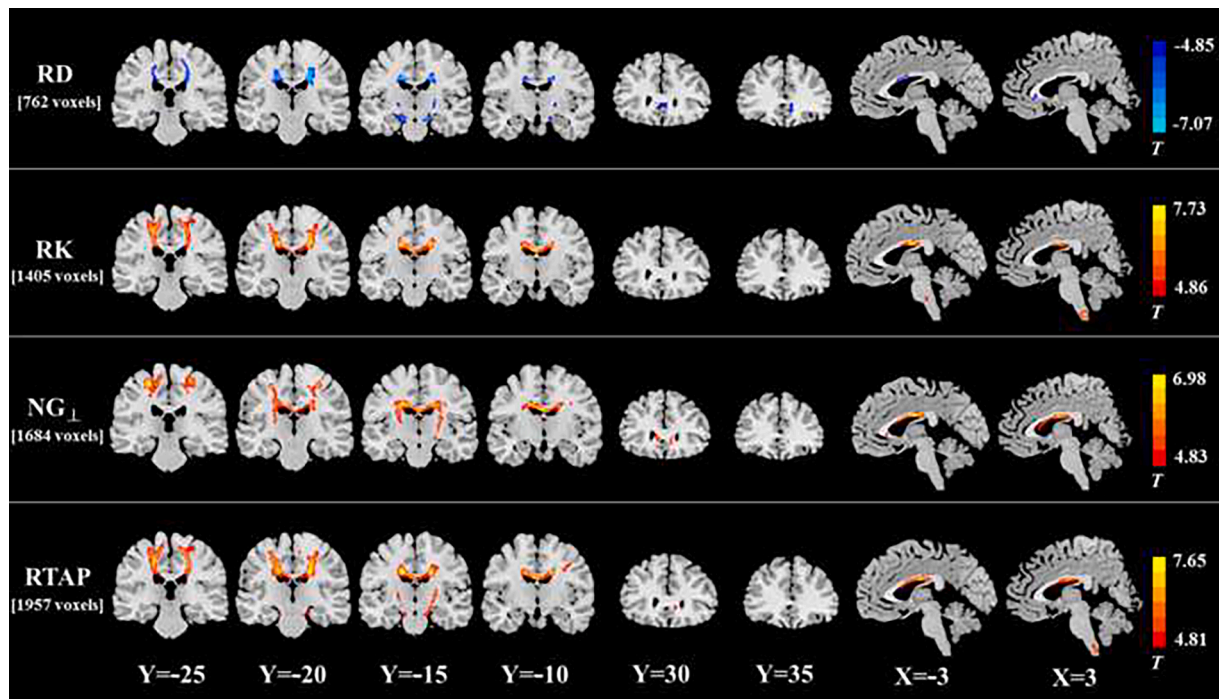 RD
[762 voxels]
-4.85
-7.07
T
RK
[1405 voxels]
7.73
4.86
T
NG⊥
[1684 voxels]
6.98
4.83
T
RTAP
[1957 voxels]
7.65
4.81
T
Y=-25 Y=-20 Y=-15 Y=-10 Y=30 Y=35 X=-3 X=3